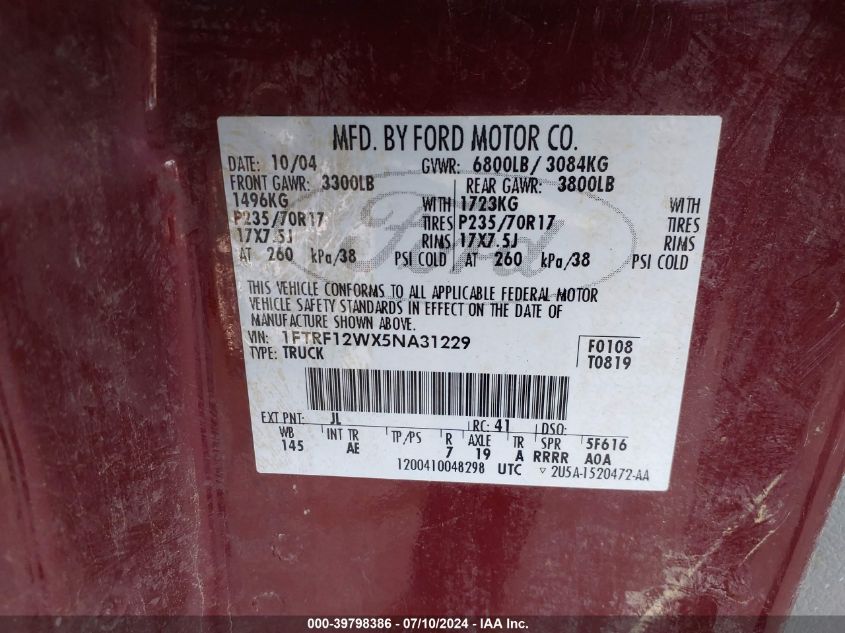 MFD. BY FORD MOTOR CO.
DATE: 10/04 GVWR: 6800LB/ 3084KG
FRONT GAWR: 3300LB REAR GAWR: 3800LB
1496KG WITH 1723KG WITH
P235/70R17 TIRES P235/70R17 TIRES
17X7.5J RIMS 17X7.5J RIMS
AT 260 kPa/38 PSI COLD AT 260 kPa/38 PSI COLD
Ford
THIS VEHICLE CONFORMS TO ALL APPLICABLE FEDERAL MOTOR
VEHICLE SAFETY STANDARDS IN EFFECT ON THE DATE OF
MANUFACTURE SHOWN ABOVE.
VIN: 1FTRF12WX5NA31229 F0108
TYPE: TRUCK T0819
EXT PNT: JL RC: 41 DSO:
WB INT TR TP/PS R AXLE TR SPR 5F616
145 AE 7 19 A RRRR A0A
1200410048298 UTC ▽ 2U5A-1520472-AA
000-39798386 / 07/10/2024 / IAA Inc.